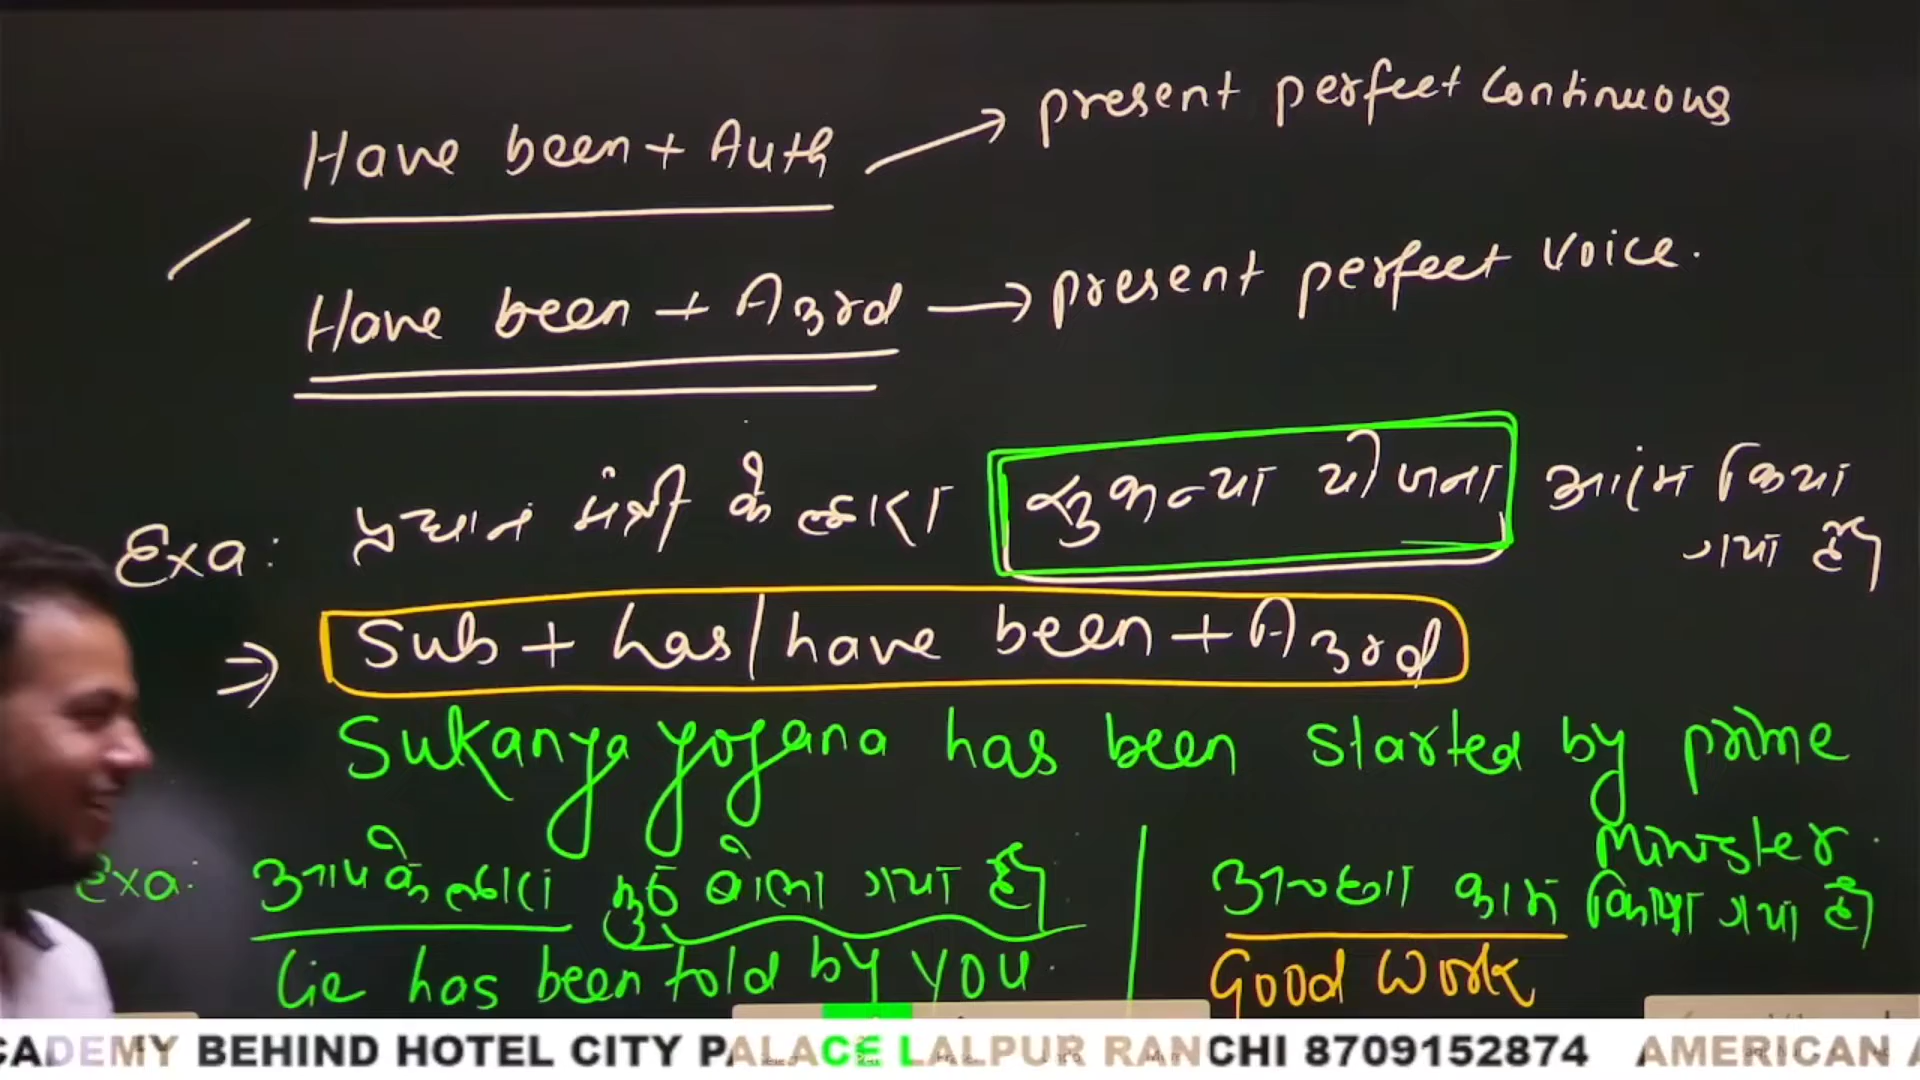 Have been + Auth → present perfect Continuous
Have been + A3rd → present perfect voice.
Exa: प्रधान मंत्री के द्वारा सुकन्या योजना आरंभ किया
गया है।
⇒ Sub + has/have been + A3rd
Sukanya yojana has been started by prime
Minister.
Exa: आपके द्वारा झुठ बोला गया है।
Lie has been told by you.
अच्छा काम किया गया है।
Good Work
CADEMY BEHIND HOTEL CITY PALACE LALPUR RANCHI 8709152874 AMERICAN A